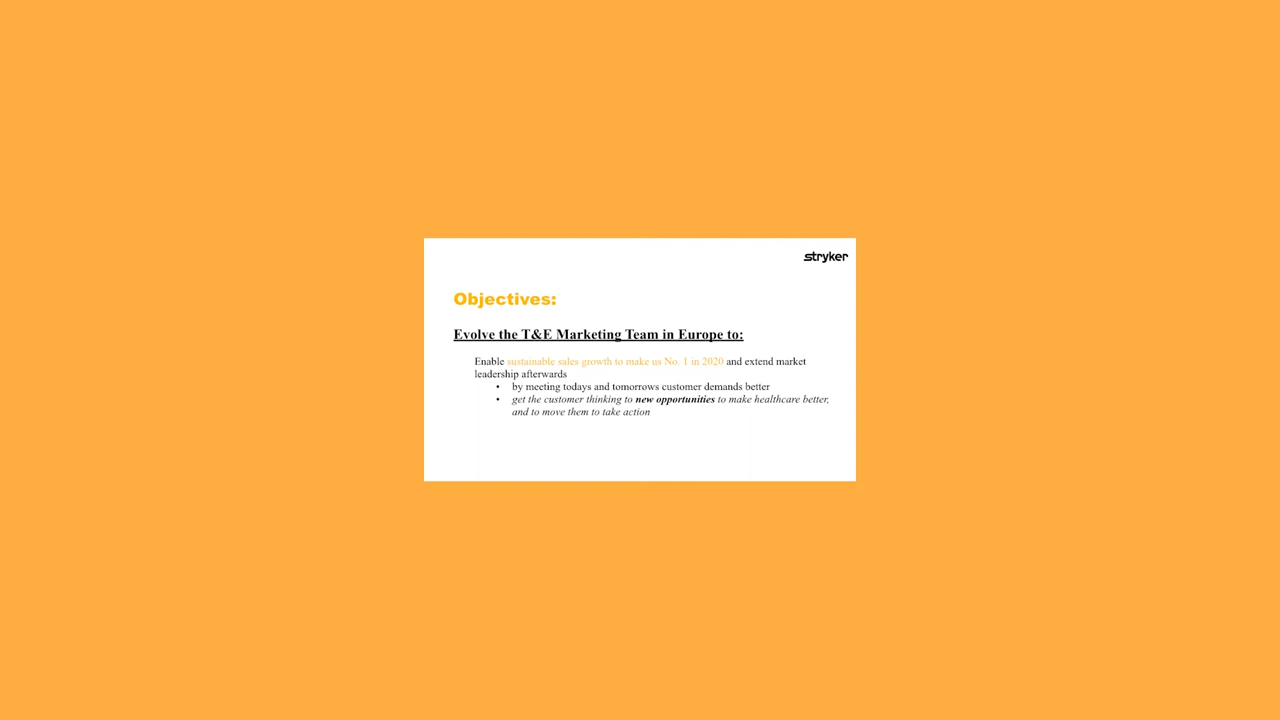 stryker
Objectives:
Evolve the T&E Marketing Team in Europe to:
Enable sustainable sales growth to make us No. 1 in 2020 and extend market
leadership afterwards
• by meeting todays and tomorrows customer demands better
• get the customer thinking to new opportunities to make healthcare better,
and to move them to take action